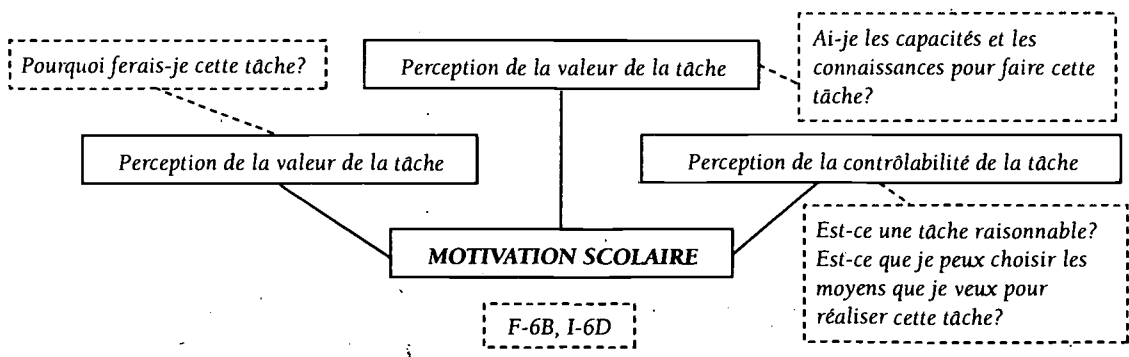 Pourquoi ferais-je cette tâche?
Perception de la valeur de la tâche
Ai-je les capacités et les
connaissances pour faire cette
tâche?
Perception de la valeur de la tâche
Perception de la contrôlabilité de la tâche
MOTIVATION SCOLAIRE
Est-ce une tâche raisonnable?
Est-ce que je peux choisir les
moyens que je veux pour
réaliser cette tâche?
F-6B, I-6D